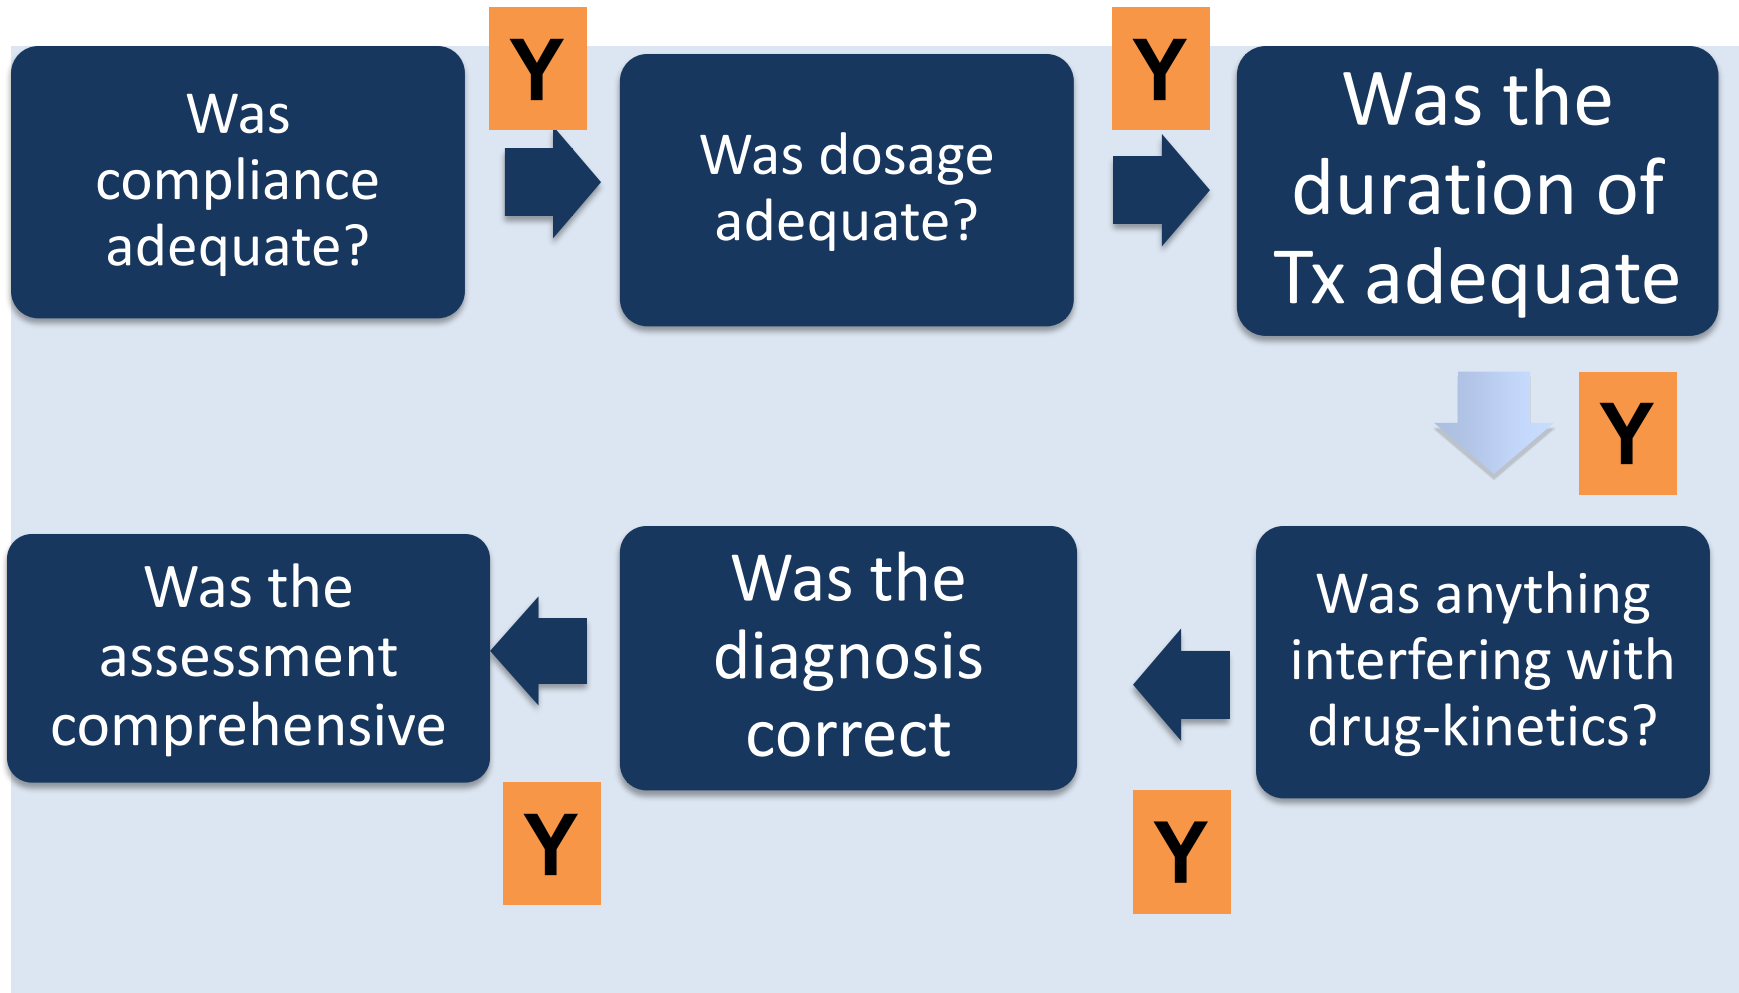 Was
compliance
adequate?
Y
Was dosage
adequate?
Y
Was the
duration of
Tx adequate
Y
Was anything
interfering with
drug-kinetics?
Y
Was the
diagnosis
correct
Y
Was the
assessment
comprehensive